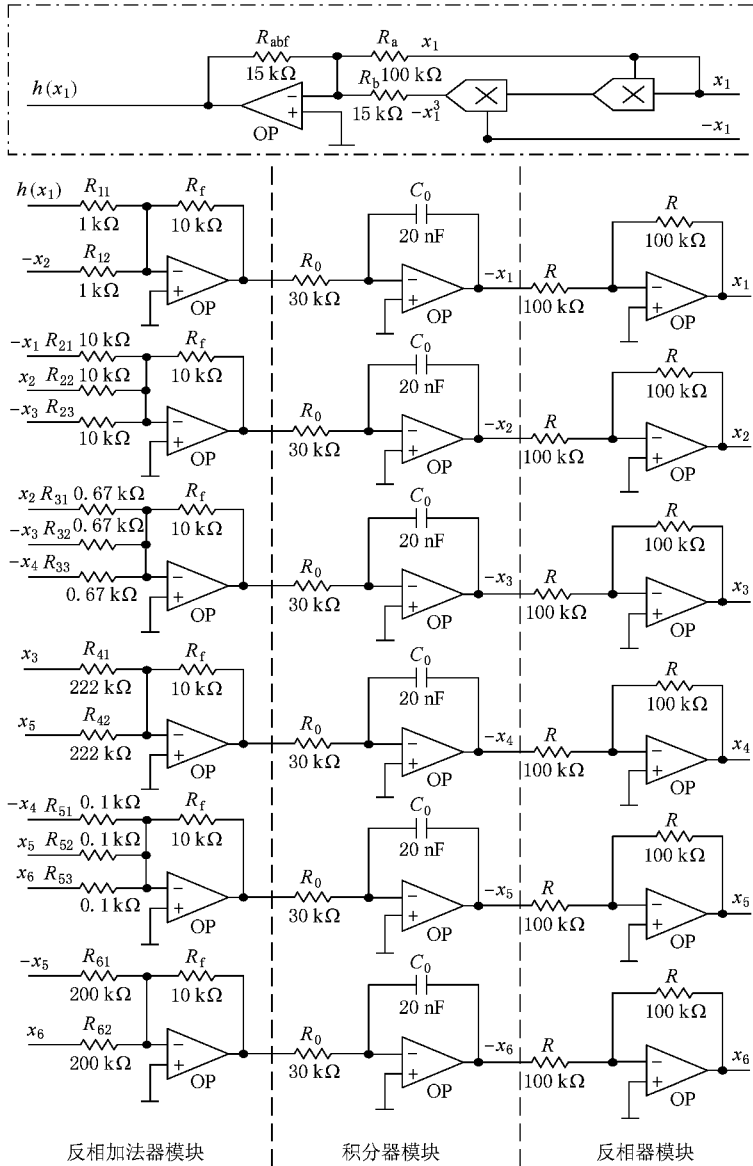 R_abf
15 kΩ
R_a
100 kΩ
x_1
x_1
h(x_1)
R_b
15 kΩ
-x_1^3
-x_1
OP
h(x_1)
R_11
1 kΩ
R_f
10 kΩ
-x_2
R_12
1 kΩ
OP
R_0
30 kΩ
C_0
20 nF
OP
-x_1
R
100 kΩ
R
100 kΩ
OP
x_1
-x_1
R_21
10 kΩ
x_2
R_22
10 kΩ
-x_3
R_23
10 kΩ
R_f
10 kΩ
OP
R_0
30 kΩ
C_0
20 nF
OP
-x_2
R
100 kΩ
R
100 kΩ
OP
x_2
x_2
R_31
0.67 kΩ
-x_3
R_32
0.67 kΩ
-x_4
R_33
0.67 kΩ
R_f
10 kΩ
OP
R_0
30 kΩ
C_0
20 nF
OP
-x_3
R
100 kΩ
R
100 kΩ
OP
x_3
x_3
R_41
222 kΩ
x_5
R_42
222 kΩ
R_f
10 kΩ
OP
R_0
30 kΩ
C_0
20 nF
OP
-x_4
R
100 kΩ
R
100 kΩ
OP
x_4
-x_4
R_51
0.1 kΩ
x_5
R_52
0.1 kΩ
x_6
R_53
0.1 kΩ
R_f
10 kΩ
OP
R_0
30 kΩ
C_0
20 nF
OP
-x_5
R
100 kΩ
R
100 kΩ
OP
x_5
-x_5
R_61
200 kΩ
x_6
R_62
200 kΩ
R_f
10 kΩ
OP
R_0
30 kΩ
C_0
20 nF
OP
-x_6
R
100 kΩ
R
100 kΩ
OP
x_6
反相加法器模块
积分器模块
反相器模块